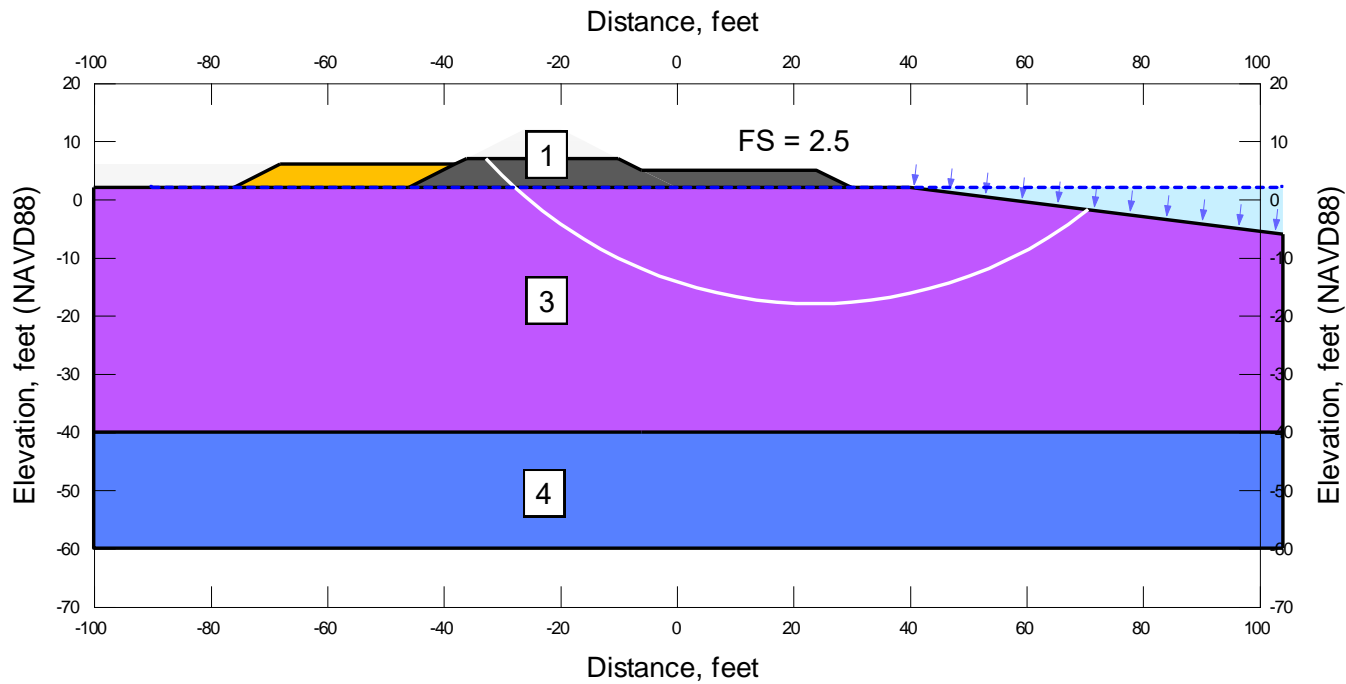 Distance, feet
-100 -80 -60 -40 -20 0 20 40 60 80 100
20 20
10 1 FS = 2.5 10
0 0
-10 -10
3
-20 -20
-30 -30
-40 -40
4
-50 -50
-60 -60
-70 -70
Elevation, feet (NAVD88)
Elevation, feet (NAVD88)
-100 -80 -60 -40 -20 0 20 40 60 80 100
Distance, feet